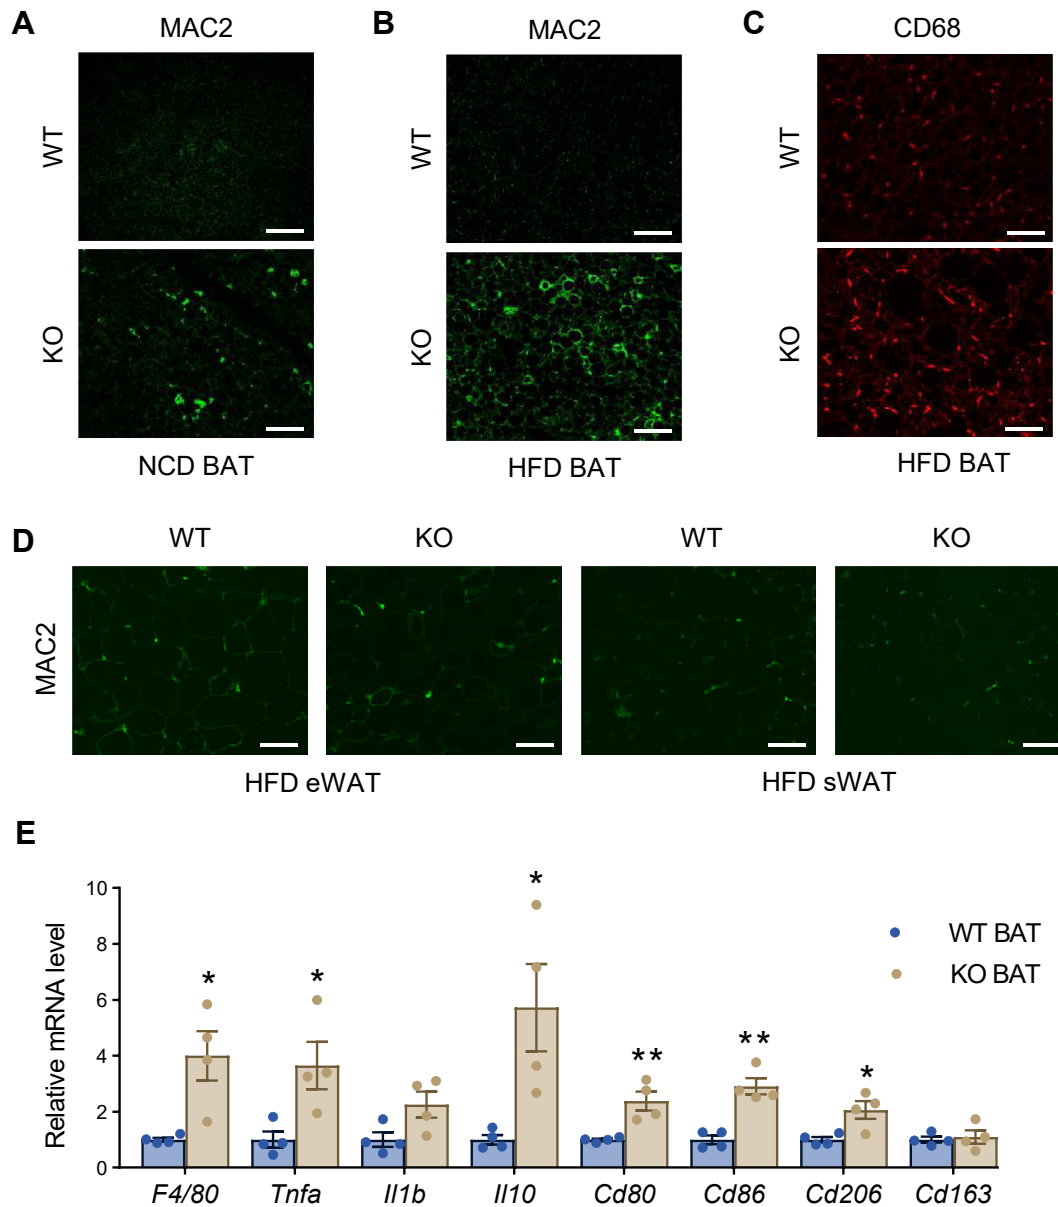 A
MAC2
B
MAC2
C
CD68
WT
WT
WT
KO
KO
KO
NCD BAT
HFD BAT
HFD BAT
D
WT
KO
WT
KO
MAC2
HFD eWAT
HFD sWAT
E
Relative mRNA level
10
8
6
4
2
0
*
*
*
**
**
*
WT BAT
KO BAT
F4/80
Tnfa
Il1b
Il10
Cd80
Cd86
Cd206
Cd163